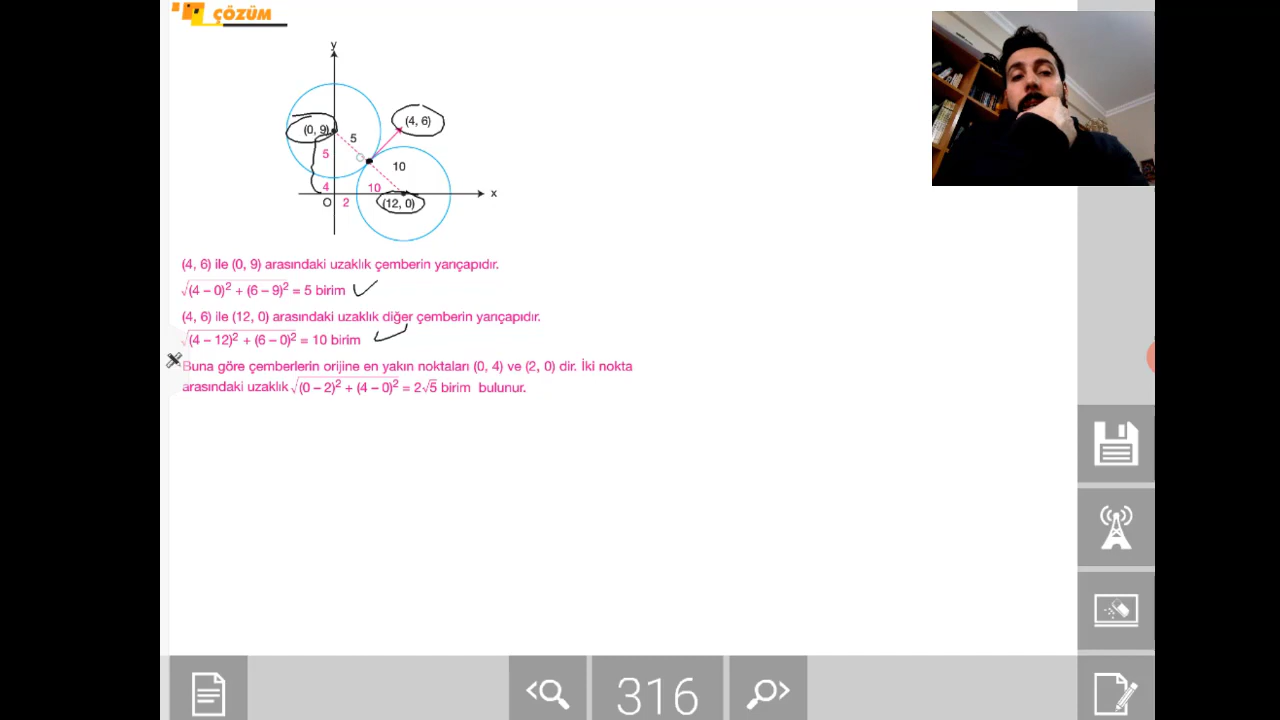 ÇÖZÜM
y
(0, 9)
5
(4, 6)
5
10
4
10
x
O
2
(12, 0)
(4, 6) ile (0, 9) arasındaki uzaklık çemberin yarıçapıdır.
√(4 – 0)² + (6 – 9)² = 5 birim
(4, 6) ile (12, 0) arasındaki uzaklık diğer çemberin yarıçapıdır.
√(4 – 12)² + (6 – 0)² = 10 birim
Buna göre çemberlerin orijine en yakın noktaları (0, 4) ve (2, 0) dir. İki nokta
arasındaki uzaklık √(0 – 2)² + (4 – 0)² = 2√5 birim bulunur.
316